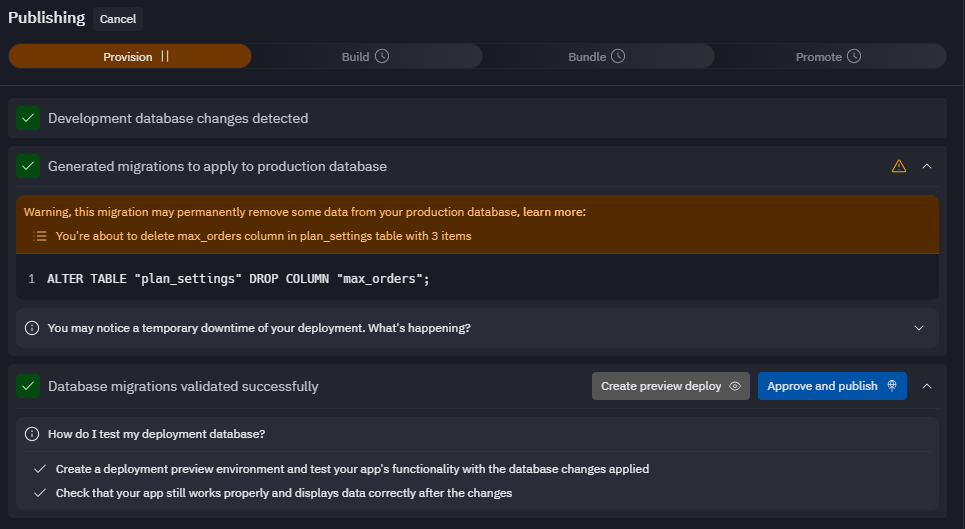 Publishing Cancel
Provision Build Bundle Promote
Development database changes detected
Generated migrations to apply to production database
Warning, this migration may permanently remove some data from your production database, learn more:
You're about to delete max_orders column in plan_settings table with 3 items
1 ALTER TABLE "plan_settings" DROP COLUMN "max_orders";
You may notice a temporary downtime of your deployment. What's happening?
Database migrations validated successfully Create preview deploy Approve and publish
How do I test my deployment database?
Create a deployment preview environment and test your app's functionality with the database changes applied
Check that your app still works properly and displays data correctly after the changes